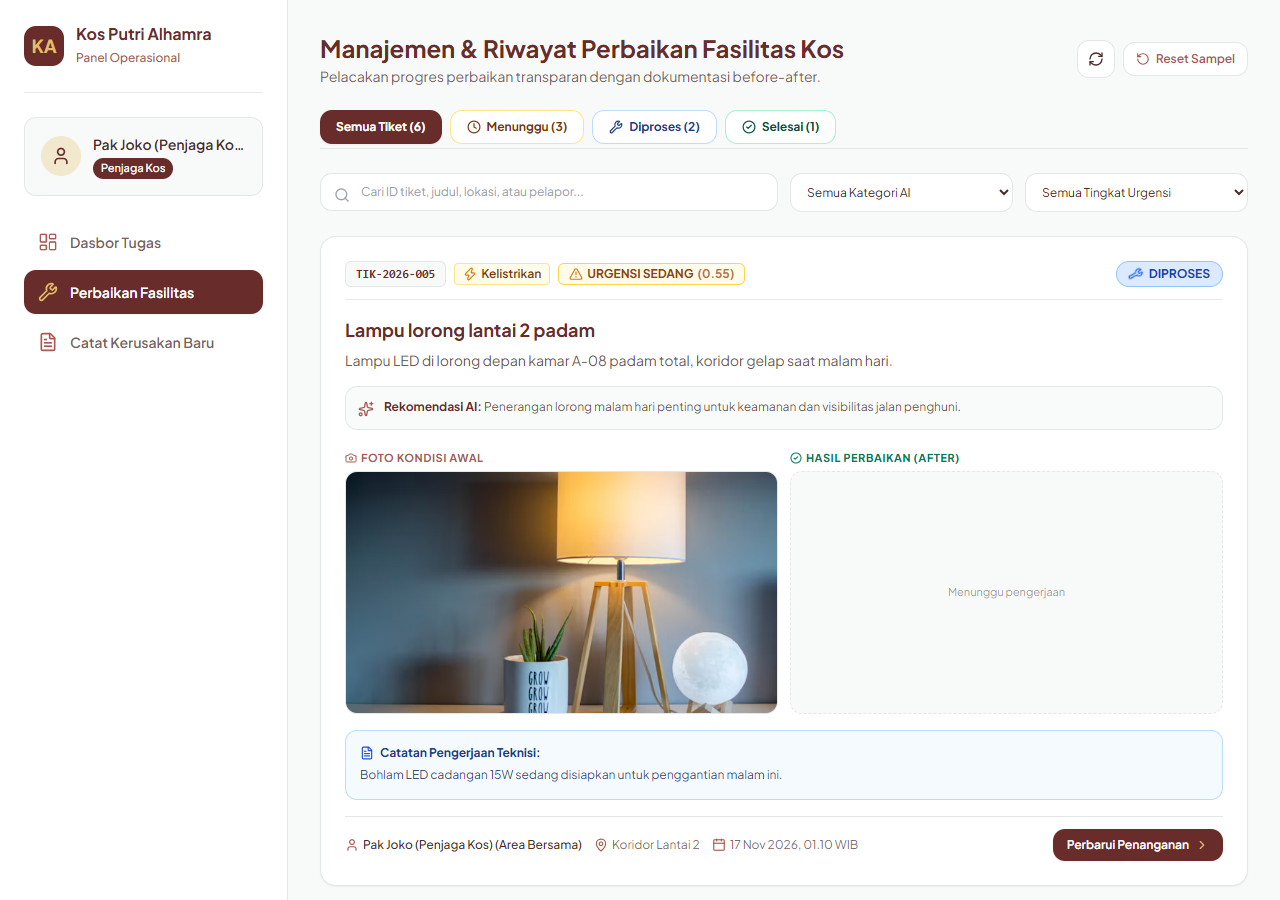 KA
Kos Putri Alhamra
Panel Operasional
Pak Joko (Penjaga Ko...
Penjaga Kos
Dasbor Tugas
Perbaikan Fasilitas
Catat Kerusakan Baru
Manajemen & Riwayat Perbaikan Fasilitas Kos
Pelacakan progres perbaikan transparan dengan dokumentasi before-after.
Reset Sampel
Semua Tiket (6)
Menunggu (3)
Diproses (2)
Selesai (1)
Cari ID tiket, judul, lokasi, atau pelapor...
Semua Kategori AI
Semua Tingkat Urgensi
TIK-2026-005
Kelistrikan
URGENSI SEDANG (0.55)
DIPROSES
Lampu lorong lantai 2 padam
Lampu LED di lorong depan kamar A-08 padam total, koridor gelap saat malam hari.
Rekomendasi AI: Penerangan lorong malam hari penting untuk keamanan dan visibilitas jalan penghuni.
FOTO KONDISI AWAL
HASIL PERBAIKAN (AFTER)
GROW
GROW
GROW
Menunggu pengerjaan
Catatan Pengerjaan Teknisi:
Bohlam LED cadangan 15W sedang disiapkan untuk penggantian malam ini.
Pak Joko (Penjaga Kos) (Area Bersama)
Koridor Lantai 2
17 Nov 2026, 01.10 WIB
Perbarui Penanganan